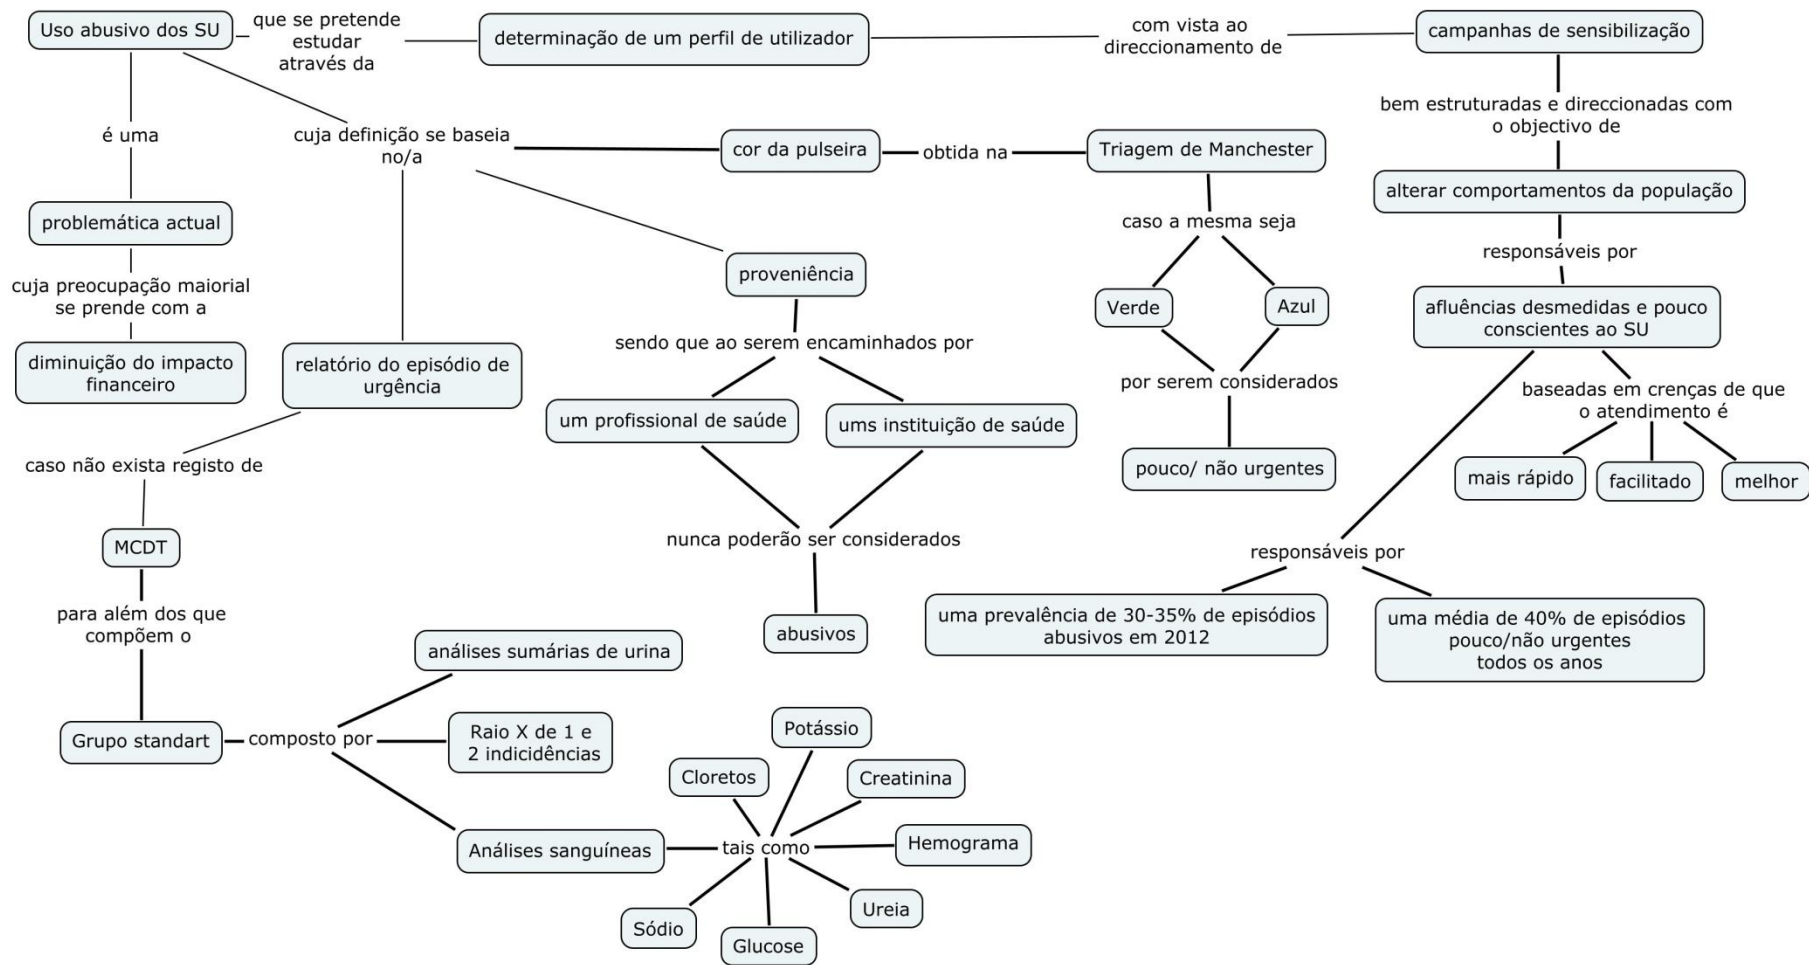 Uso abusivo dos SU
que se pretende
estudar
através da
determinação de um perfil de utilizador
com vista ao
direccionamento de
campanhas de sensibilização
bem estruturadas e direccionadas com
o objectivo de
alterar comportamentos da população
responsáveis por
afluências desmedidas e pouco
conscientes ao SU
baseadas em crenças de que
o atendimento é
mais rápido
facilitado
melhor
responsáveis por
uma prevalência de 30-35% de episódios
abusivos em 2012
uma média de 40% de episódios
pouco/não urgentes
todos os anos
é uma
problemática actual
cuja preocupação maiorial
se prende com a
diminuição do impacto
financeiro
cuja definição se baseia
no/a
cor da pulseira
obtida na
Triagem de Manchester
caso a mesma seja
Verde
Azul
por serem considerados
pouco/ não urgentes
proveniência
sendo que ao serem encaminhados por
um profissional de saúde
ums instituição de saúde
nunca poderão ser considerados
abusivos
relatório do episódio de
urgência
caso não exista registo de
MCDT
para além dos que
compõem o
Grupo standart
composto por
análises sumárias de urina
Raio X de 1 e
2 indicidências
Análises sanguíneas
tais como
Potássio
Cloretos
Creatinina
Hemograma
Ureia
Glucose
Sódio